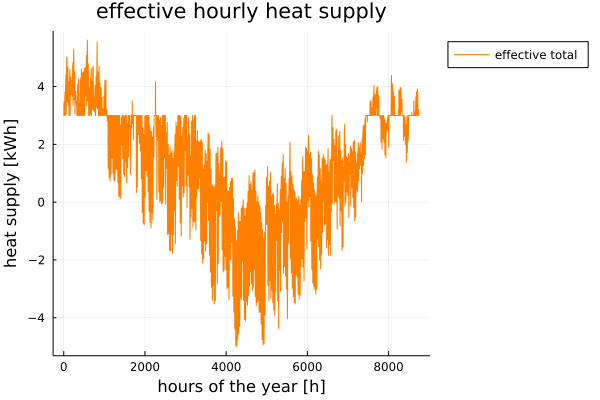 effective hourly heat supply
effective total
heat supply [kWh]
4
2
0
−2
−4
0 2000 4000 6000 8000
hours of the year [h]